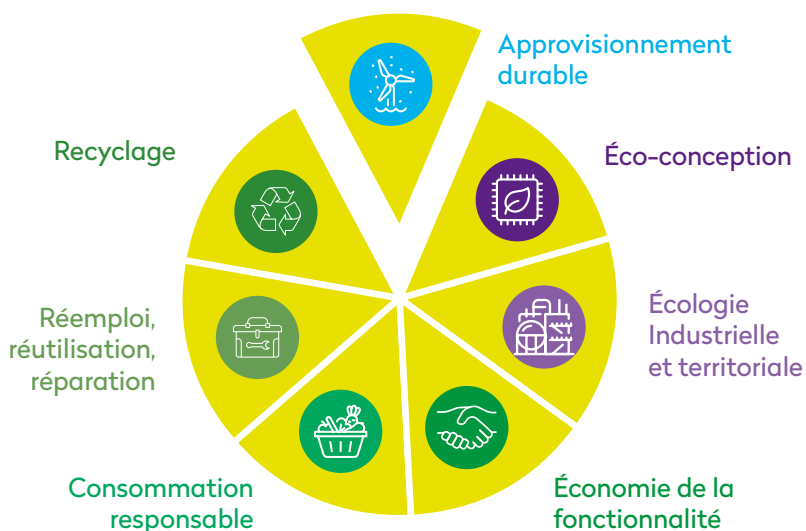 Approvisionnement
durable
Éco-conception
Écologie
Industrielle
et territoriale
Économie de la
fonctionnalité
Consommation
responsable
Réemploi,
réutilisation,
réparation
Recyclage